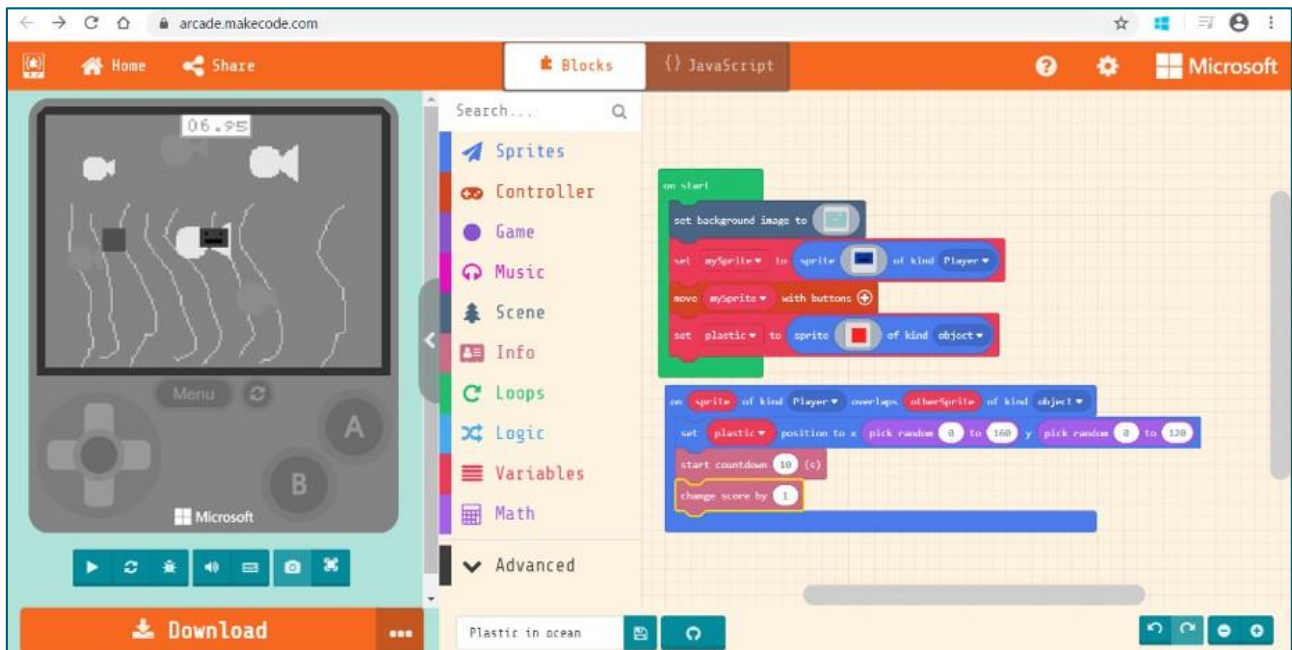 arcade.makecode.com
Home Share Blocks {} JavaScript Microsoft
06.95
Menu
A
B
Microsoft
Download
Search...
Sprites
Controller
Game
Music
Scene
Info
Loops
Logic
Variables
Math
Advanced
on start
set background image to
set mySprite to sprite of kind Player
move mySprite with buttons
set plastic to sprite of kind object
on sprite of kind Player overlaps otherSprite of kind object
set plastic position to x pick random 0 to 160 y pick random 0 to 120
start countdown 10 (s)
change score by 1
Plastic in ocean